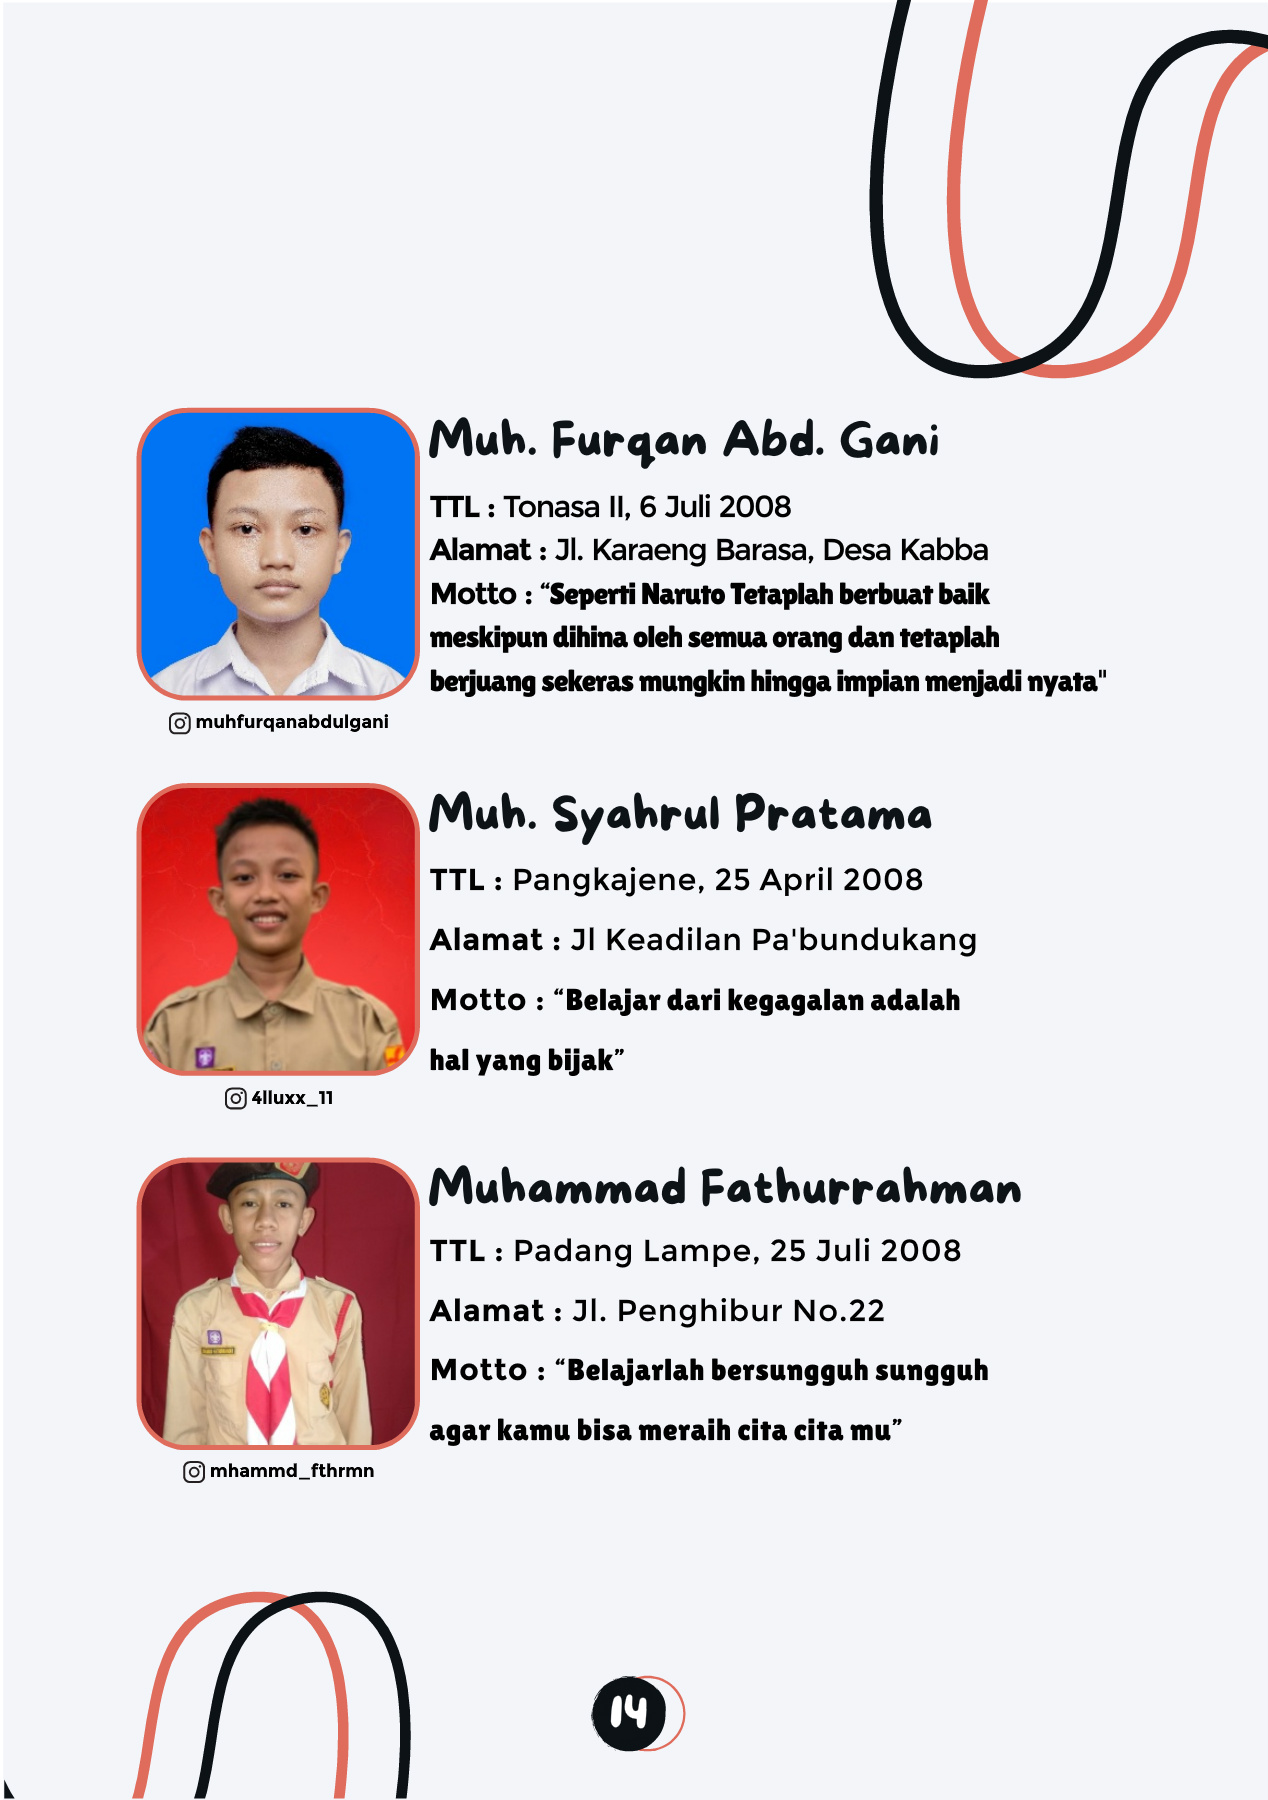 Muh. Furqan Abd. Gani
TTL : Tonasa II, 6 Juli 2008
Alamat : Jl. Karaeng Barasa, Desa Kabba
Motto : “Seperti Naruto Tetaplah berbuat baik
meskipun dihina oleh semua orang dan tetaplah
berjuang sekeras mungkin hingga impian menjadi nyata"
muhfurqanabdulgani
Muh. Syahrul Pratama
TTL : Pangkajene, 25 April 2008
Alamat : Jl Keadilan Pa'bundukang
Motto : “Belajar dari kegagalan adalah
hal yang bijak”
4lluxx_11
Muhammad Fathurrahman
TTL : Padang Lampe, 25 Juli 2008
Alamat : Jl. Penghibur No.22
Motto : “Belajarlah bersungguh sungguh
agar kamu bisa meraih cita cita mu”
mhammd_fthrmn
14